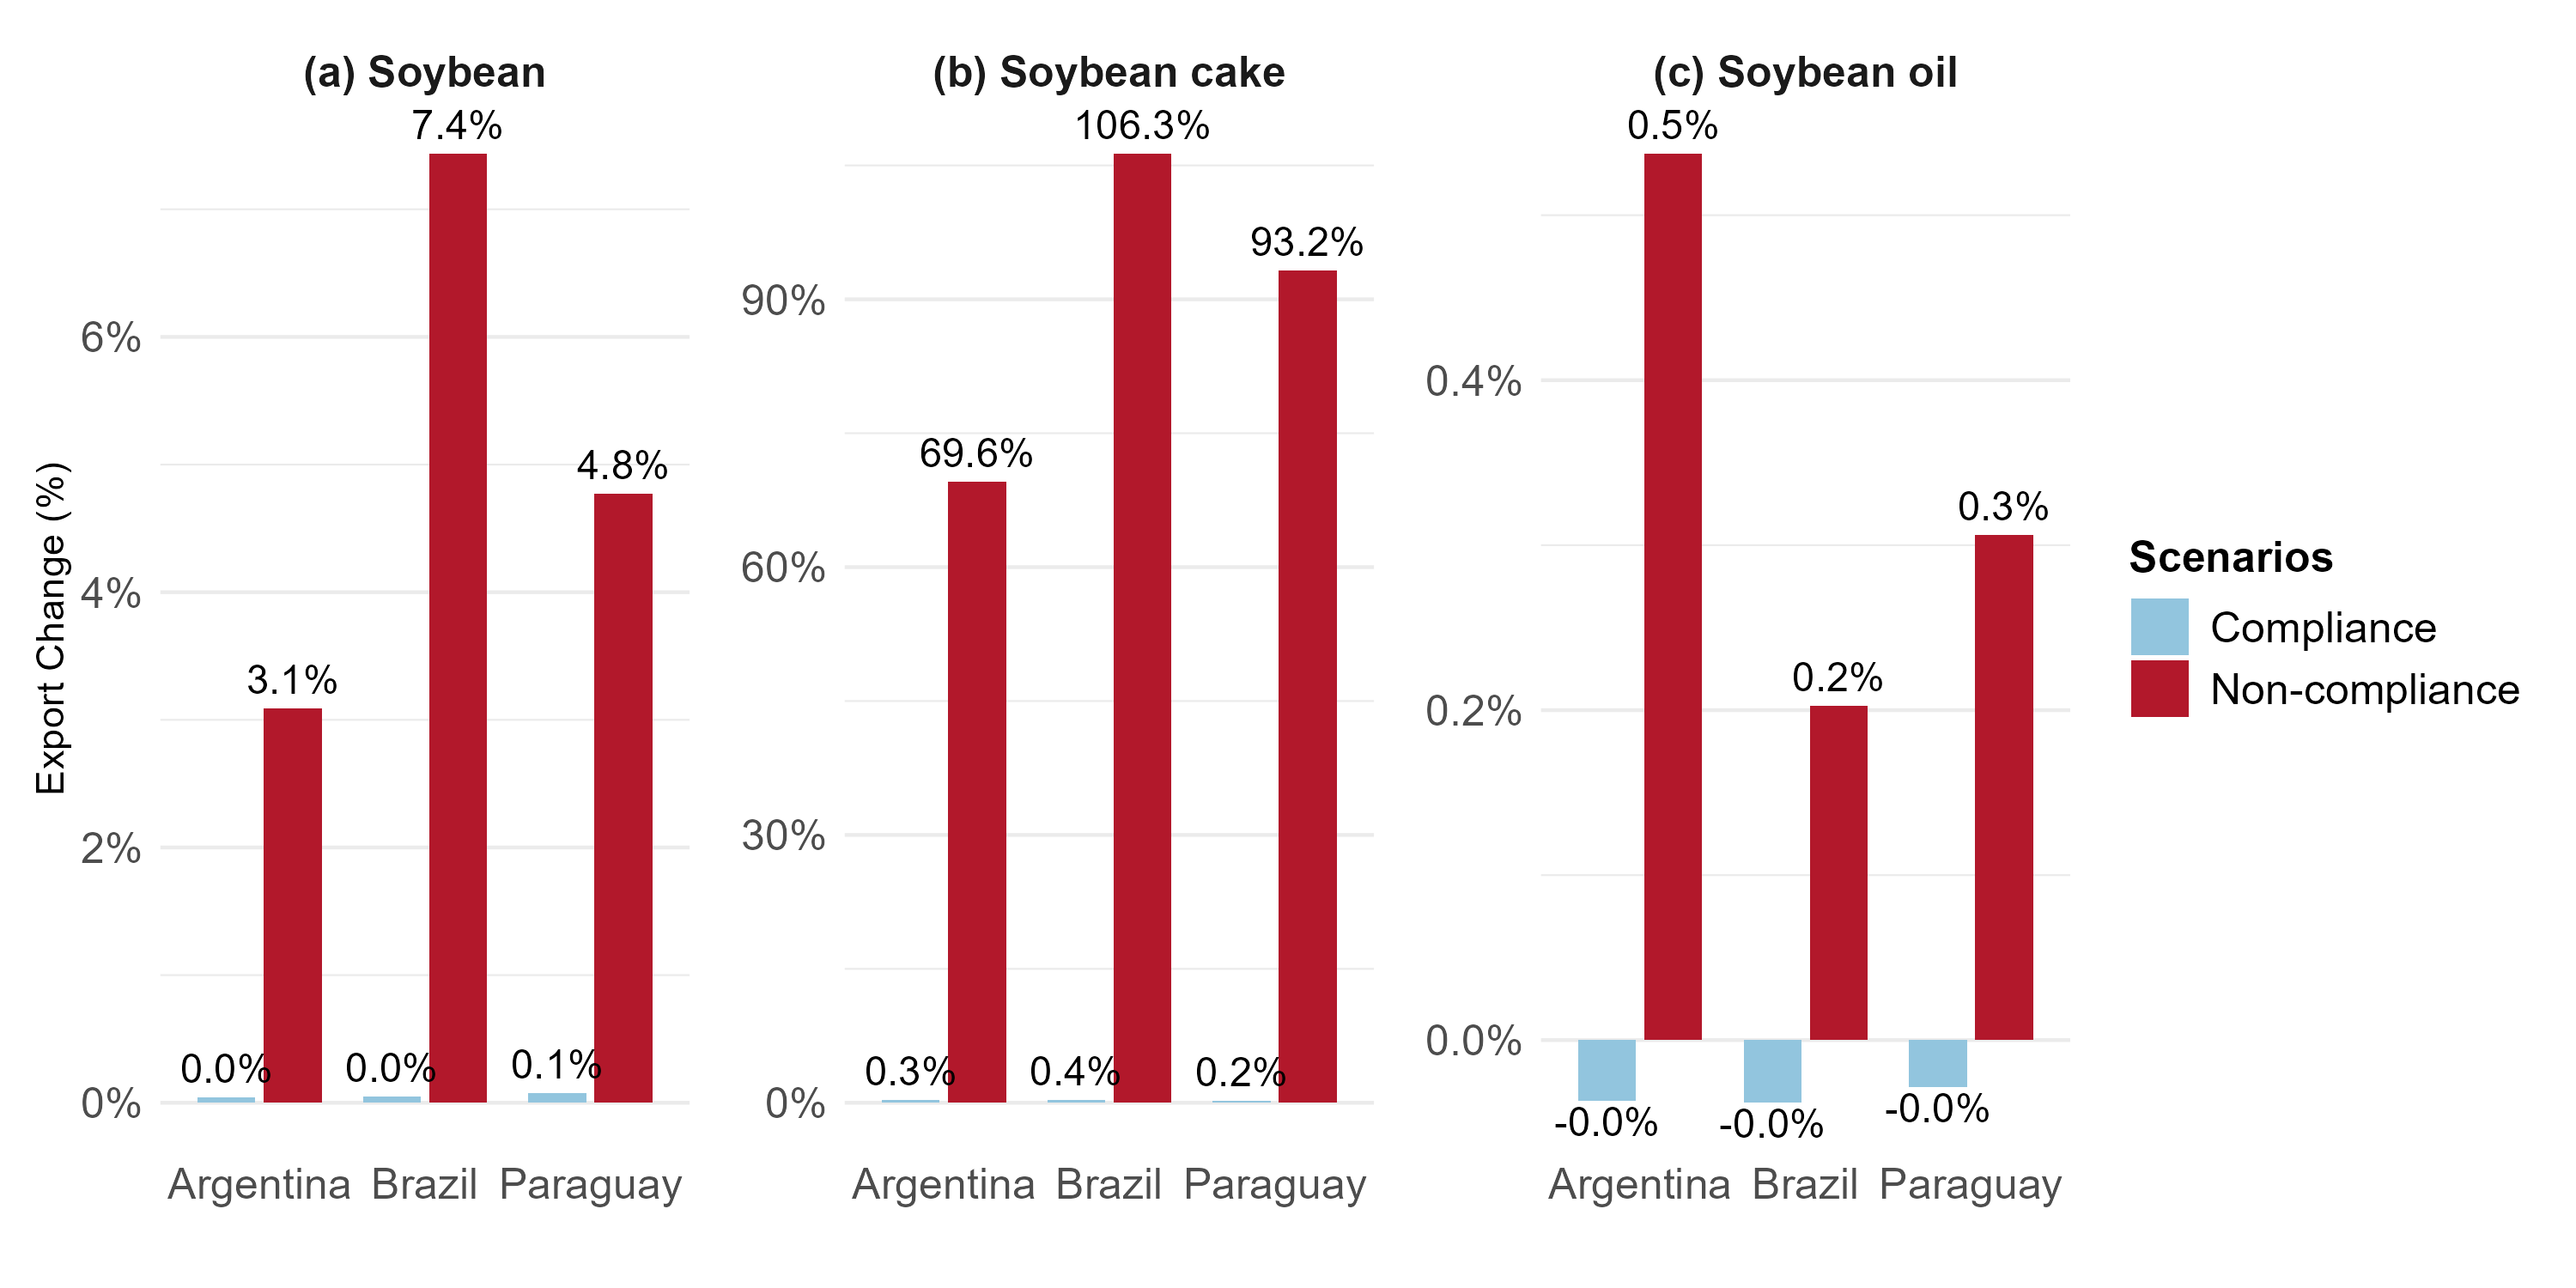 (a) Soybean
(b) Soybean cake
(c) Soybean oil
Export Change (%)
6%
4%
2%
0%
0.0%
3.1%
0.0%
7.4%
0.1%
4.8%
Argentina
Brazil
Paraguay
90%
60%
30%
0%
0.3%
69.6%
0.4%
106.3%
0.2%
93.2%
Argentina
Brazil
Paraguay
0.4%
0.2%
0.0%
-0.0%
0.5%
-0.0%
0.2%
-0.0%
0.3%
Argentina
Brazil
Paraguay
Scenarios
Compliance
Non-compliance